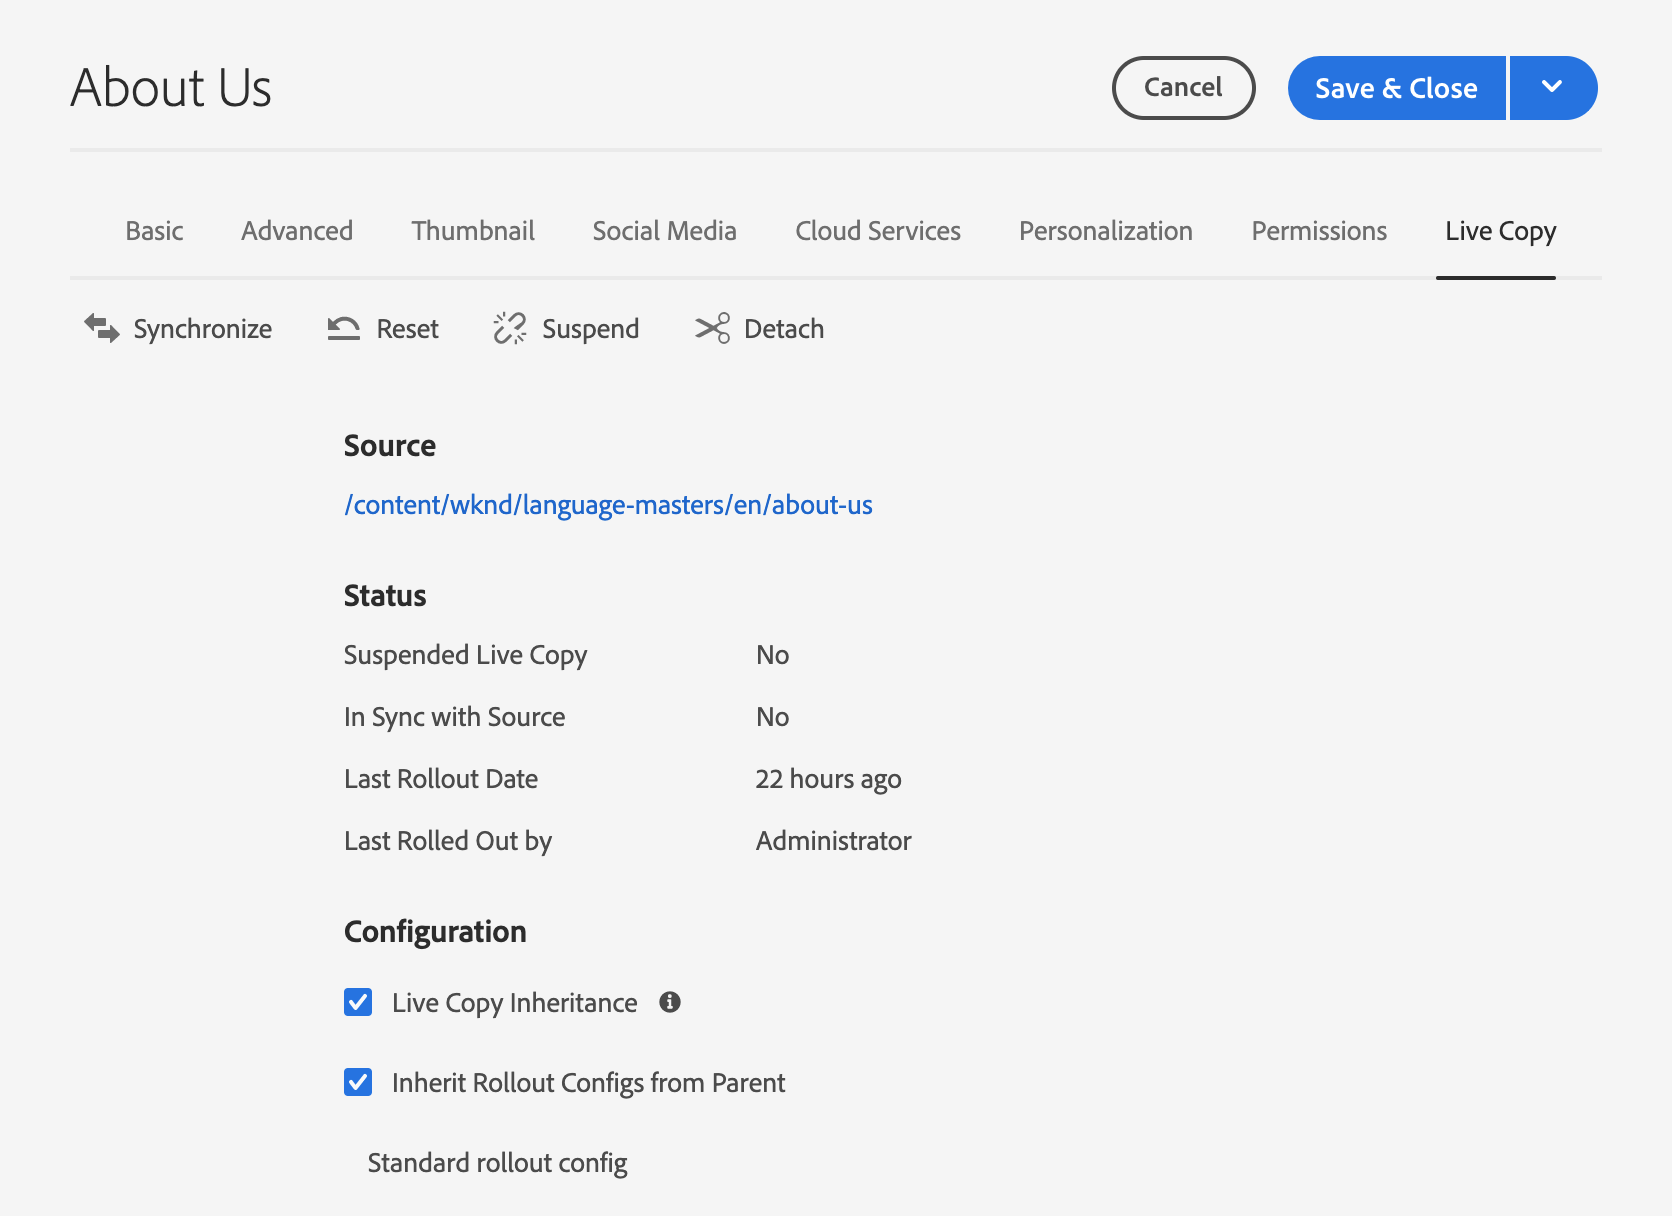 About Us
Cancel
Save & Close
Basic Advanced Thumbnail Social Media Cloud Services Personalization Permissions Live Copy
Synchronize Reset Suspend Detach
Source
/content/wknd/language-masters/en/about-us
Status
Suspended Live Copy No
In Sync with Source No
Last Rollout Date 22 hours ago
Last Rolled Out by Administrator
Configuration
Live Copy Inheritance
Inherit Rollout Configs from Parent
Standard rollout config